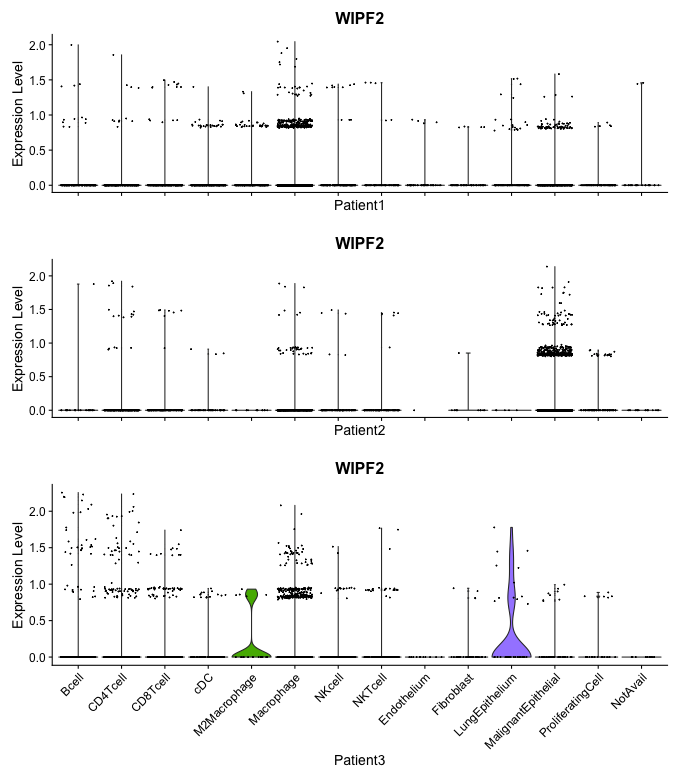 WIPF2
Expression Level
2.0
1.5
1.0
0.5
0.0
Patient1
WIPF2
Expression Level
2.0
1.5
1.0
0.5
0.0
Patient2
WIPF2
Expression Level
2.0
1.5
1.0
0.5
0.0
Bcell
CD4Tcell
CD8Tcell
cDC
M2Macrophage
Macrophage
NKcell
NKTcell
Endothelium
Fibroblast
LungEpithelium
MalignantEpithelial
ProliferatingCell
NotAvail
Patient3